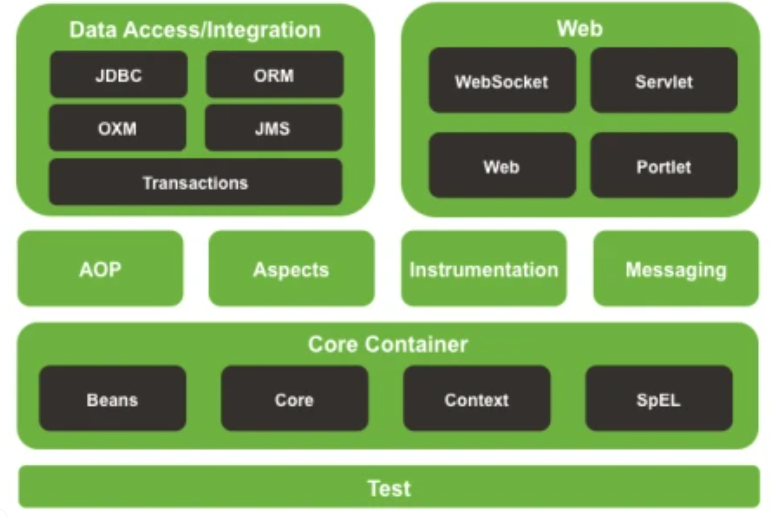 Data Access/Integration
JDBC
ORM
OXM
JMS
Transactions
Web
WebSocket
Servlet
Web
Portlet
AOP
Aspects
Instrumentation
Messaging
Core Container
Beans
Core
Context
SpEL
Test